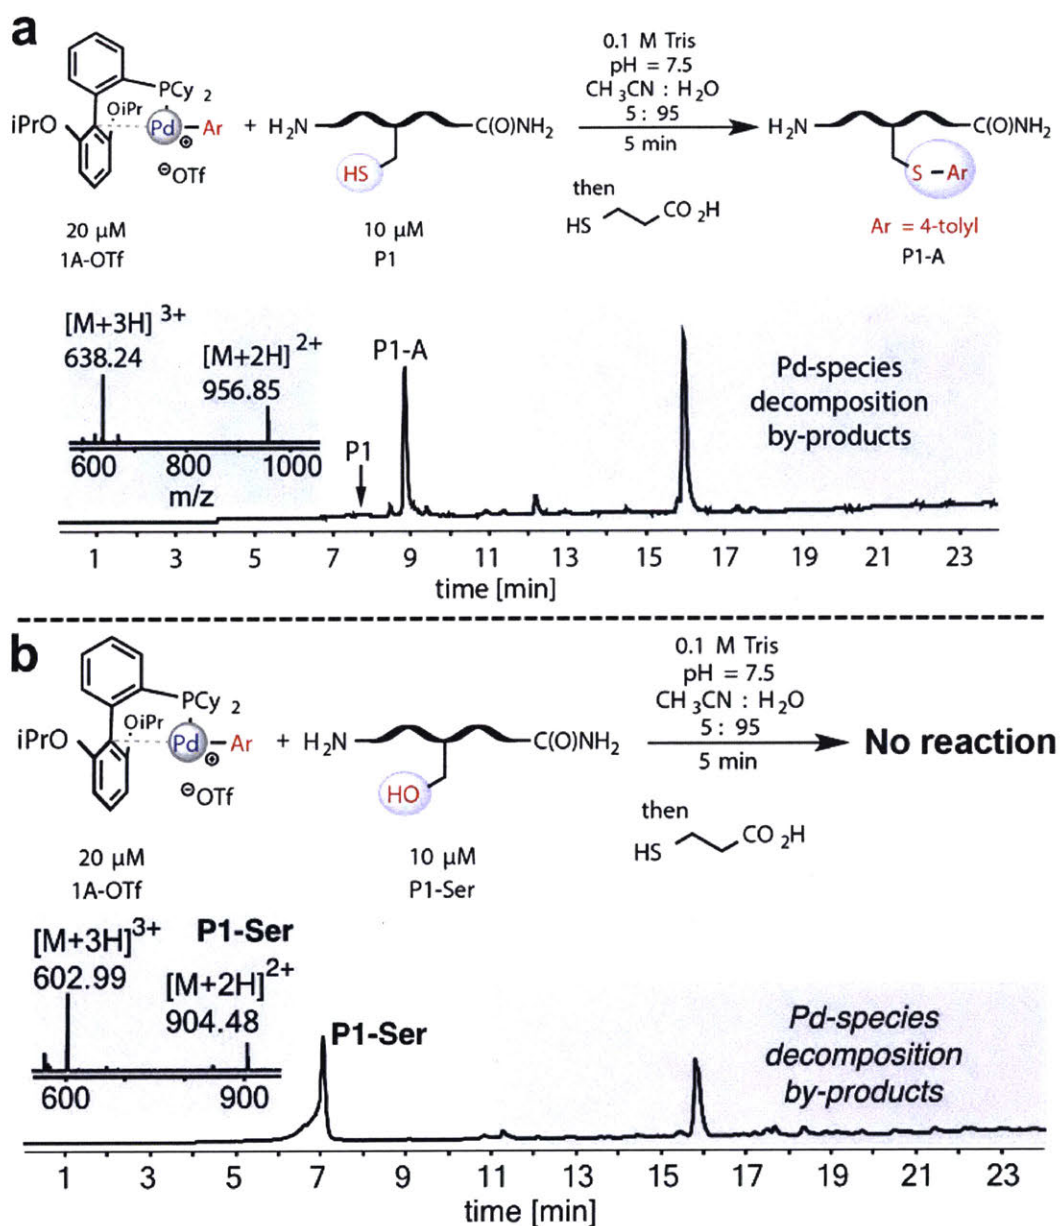 a
PCy 2
OiPr
iPrO
Pd
Ar
⊕
⊖OTf
20 μM
1A-OTf
+
H2N
C(O)NH2
HS
10 μM
P1
0.1 M Tris
pH = 7.5
CH3CN : H2O
5: 95
5 min
then
HS
CO2H
H2N
C(O)NH2
S – Ar
Ar = 4-tolyl
P1-A
[M+3H] 3+
638.24
[M+2H] 2+
956.85
600 800 1000
m/z
P1
P1-A
Pd-species
decomposition
by-products
1 3 5 7 9 11 13 15 17 19 21 23
time [min]
b
PCy 2
OiPr
iPrO
Pd
Ar
⊕
⊖OTf
20 μM
1A-OTf
+
H2N
C(O)NH2
HO
10 μM
P1-Ser
0.1 M Tris
pH = 7.5
CH3CN : H2O
5: 95
5 min
then
HS
CO2H
No reaction
[M+3H]3+
602.99
P1-Ser
[M+2H]2+
904.48
600 900
P1-Ser
Pd-species
decomposition
by-products
1 3 5 7 9 11 13 15 17 19 21 23
time [min]